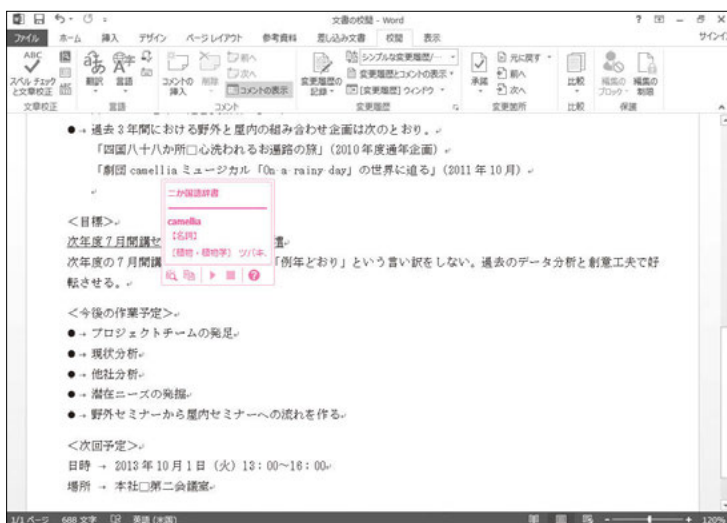 文書の校閲 - Word
ファイル ホーム 挿入 デザイン ページレイアウト 参考資料 差し込み文書 校閲 表示 サインイ
ABC
スペル チェック
と文章校正
翻訳 言語
コメントの
挿入
削除
前へ
次へ
コメントの表示
変更履歴の
記録
シンプルな変更履歴/…
変更履歴とコメントの表示
[変更履歴] ウィンドウ
承諾
元に戻す
前へ
次へ
比較
編集の
ブロック
編集の
制限
文章校正 言語 コメント 変更履歴 変更箇所 比較 保護
●→過去3年間における野外と屋内の組み合わせ企画は次のとおり。
「四国八十八か所□心洗われるお遍路の旅」(2010年度通年企画)
「劇団 camellia ミュージカル「On a rainy day」の世界に迫る」(2011年10月)
二か国語辞書
camellia
【名詞】
〔植物・植物学〕 ツバキ.
<目標>
次年度7月開講セ
次年度の7月開講 「例年どおり」という言い訳をしない。過去のデータ分析と創意工夫で好
転させる。
<今後の作業予定>
●→プロジェクトチームの発足
●→現状分析
●→他社分析
●→潜在ニーズの発掘
●→野外セミナーから屋内セミナーへの流れを作る
<次回予定>
日時 → 2013年10月1日(火)13:00~16:00
場所 → 本社□第二会議室
1/1 ページ 688 文字 英語 (米国) 120%